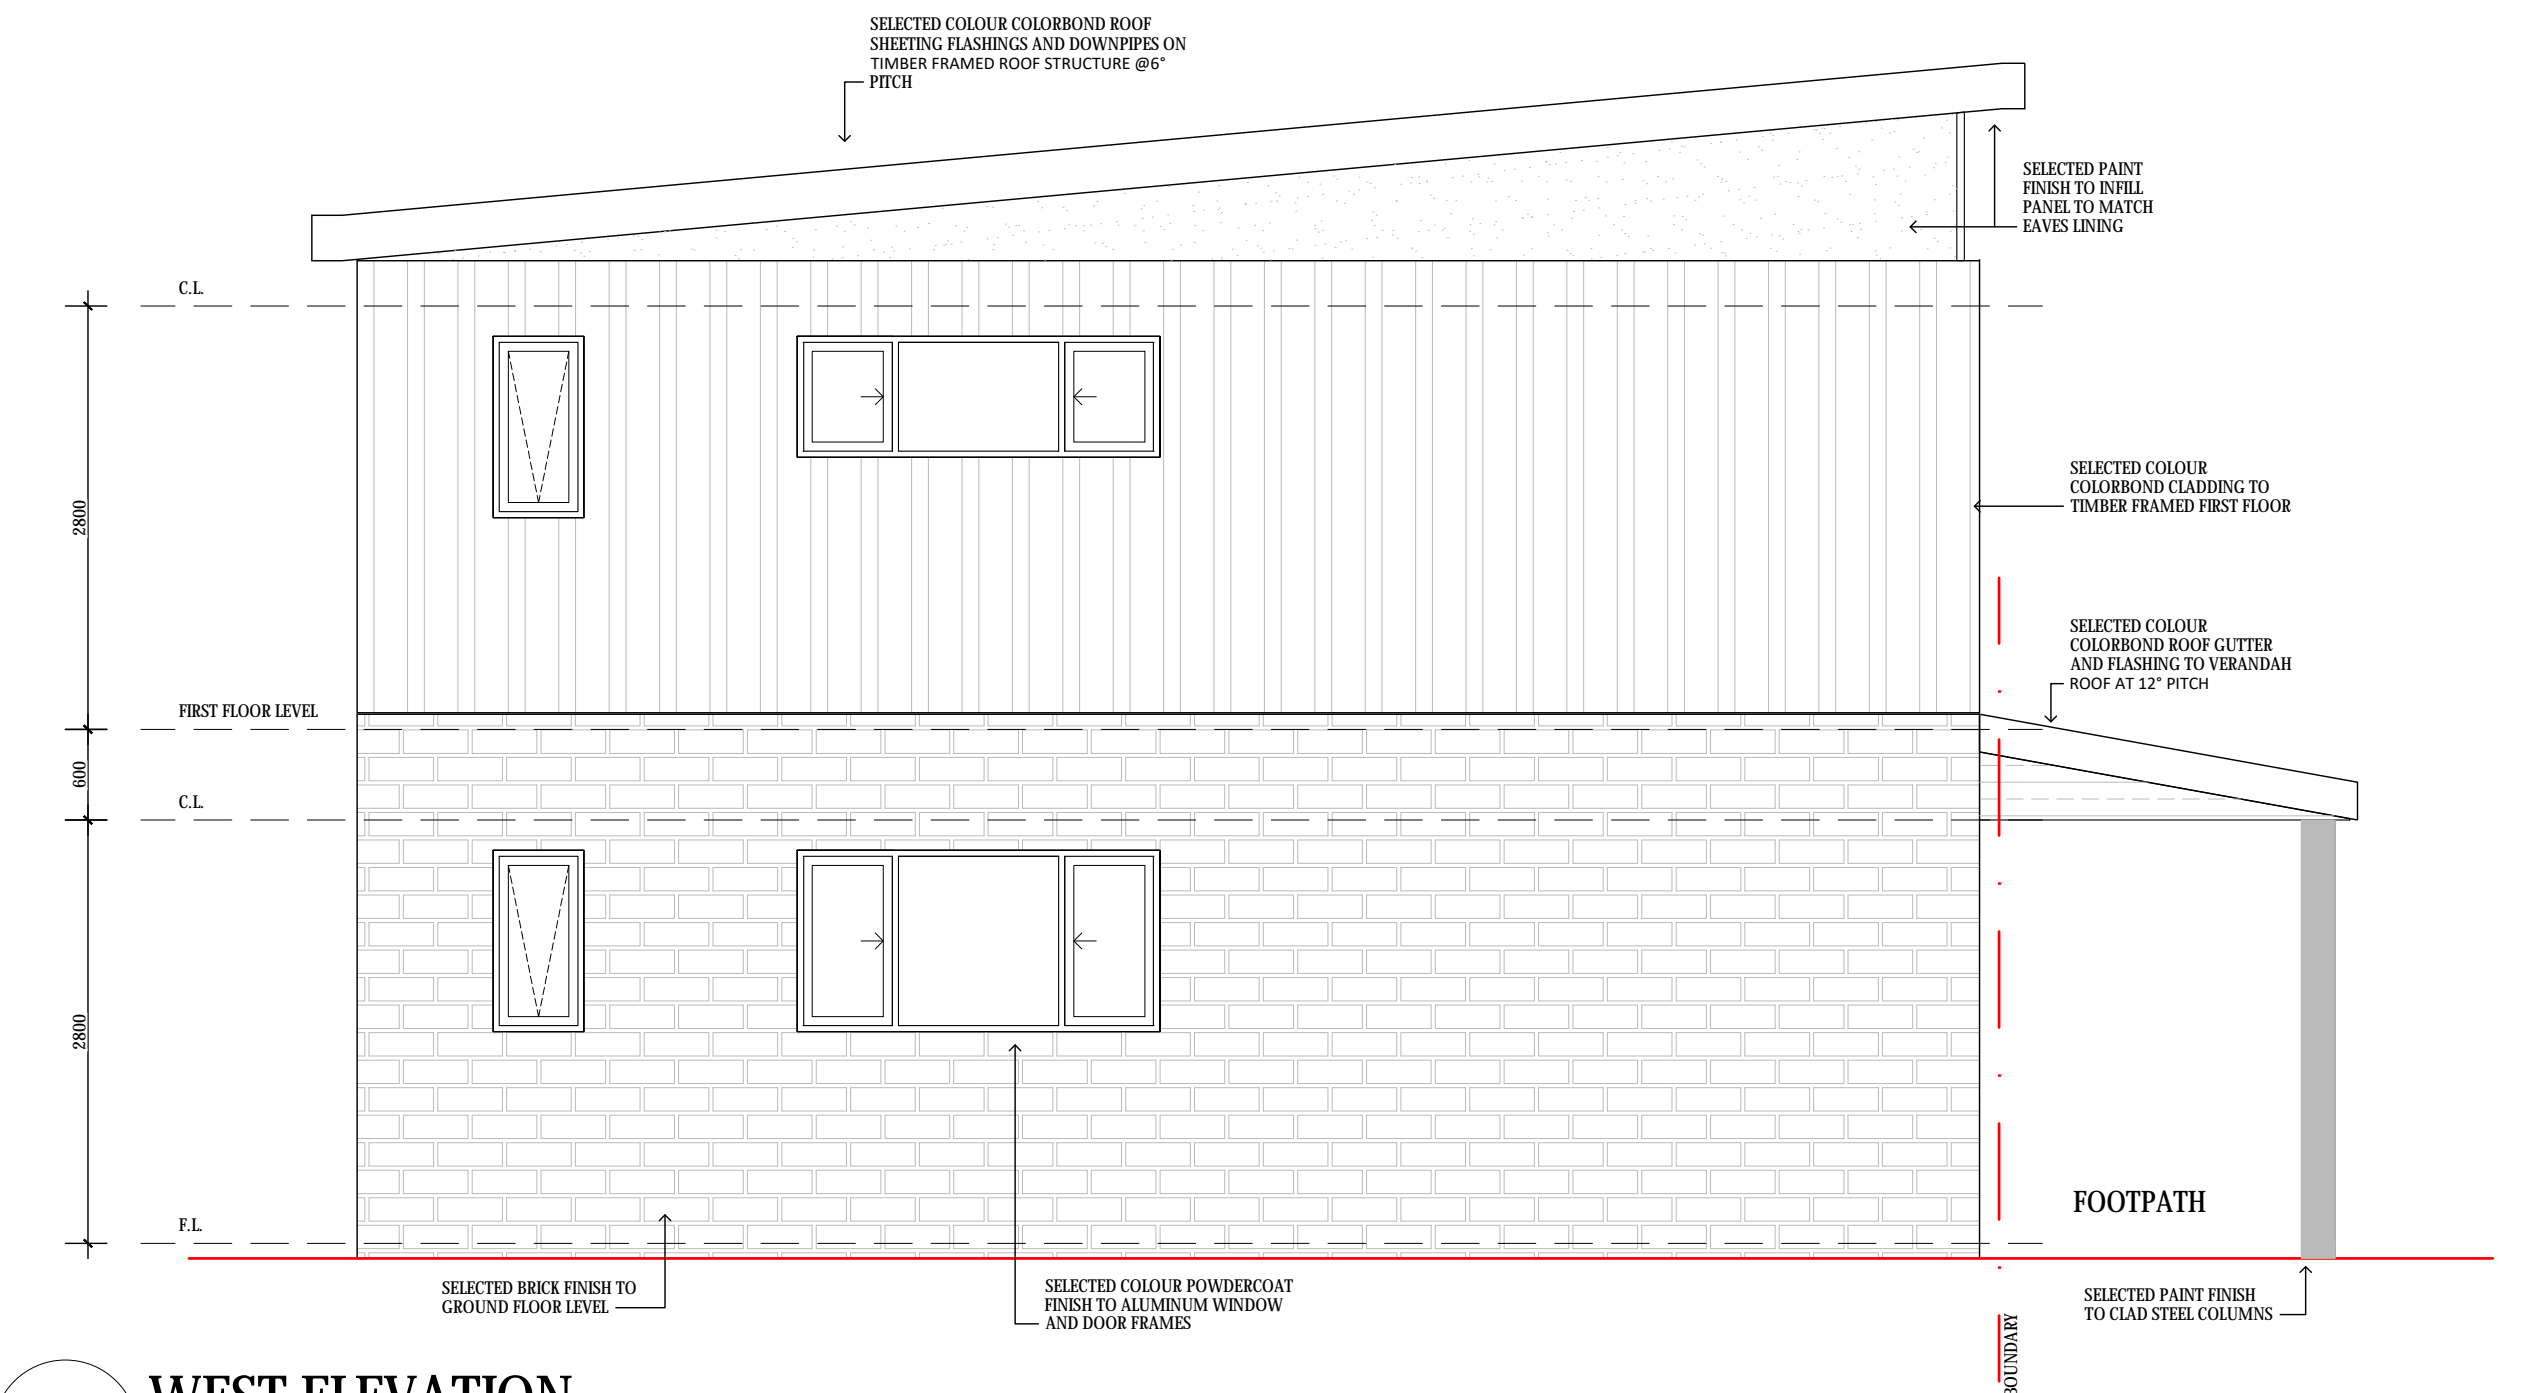 SELECTED COLOUR COLORBOND ROOF
SHEETING FLASHINGS AND DOWNPIPES ON
TIMBER FRAMED ROOF STRUCTURE @6°
PITCH
SELECTED PAINT
FINISH TO INFILL
PANEL TO MATCH
EAVES LINING
C.L.
2800
SELECTED COLOUR
COLORBOND CLADDING TO
TIMBER FRAMED FIRST FLOOR
SELECTED COLOUR
COLORBOND ROOF GUTTER
AND FLASHING TO VERANDAH
ROOF AT 12° PITCH
FIRST FLOOR LEVEL
600
C.L.
2800
FOOTPATH
F.L.
SELECTED BRICK FINISH TO
GROUND FLOOR LEVEL
SELECTED COLOUR POWDERCOAT
FINISH TO ALUMINUM WINDOW
AND DOOR FRAMES
SELECTED PAINT FINISH
TO CLAD STEEL COLUMNS
BOUNDARY
WEST ELEVATION